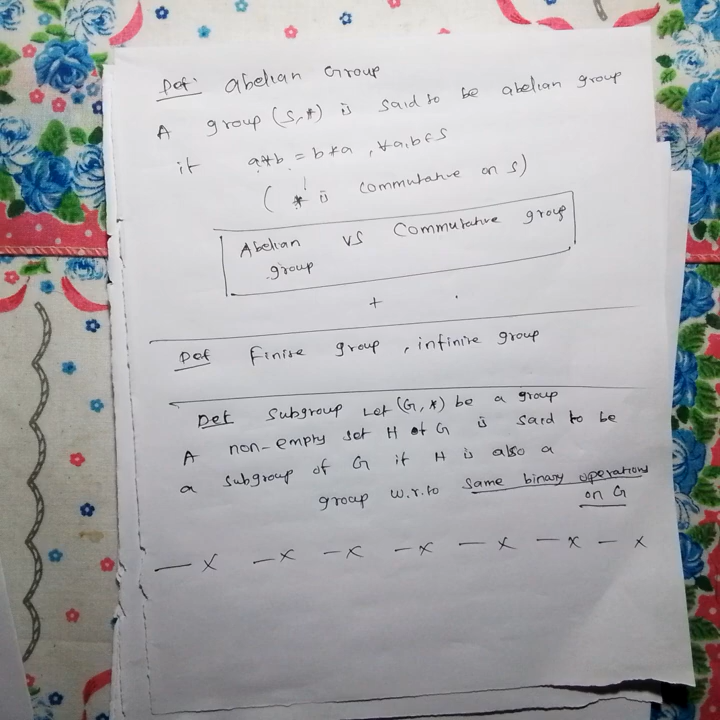 Def: Abelian Group
A group (S,*) is said to be abelian group
if a*b = b*a , ∀a,b∈S
( * is commutative on S)
Abelian vs Commutative group
group
+
Def Finite group , infinite group
Def Subgroup Let (G,*) be a group
A non-empty set H of G is said to be
a subgroup of G if H is also a
group w.r.to same binary operation
on G
— x — x — x — x — x — x — x